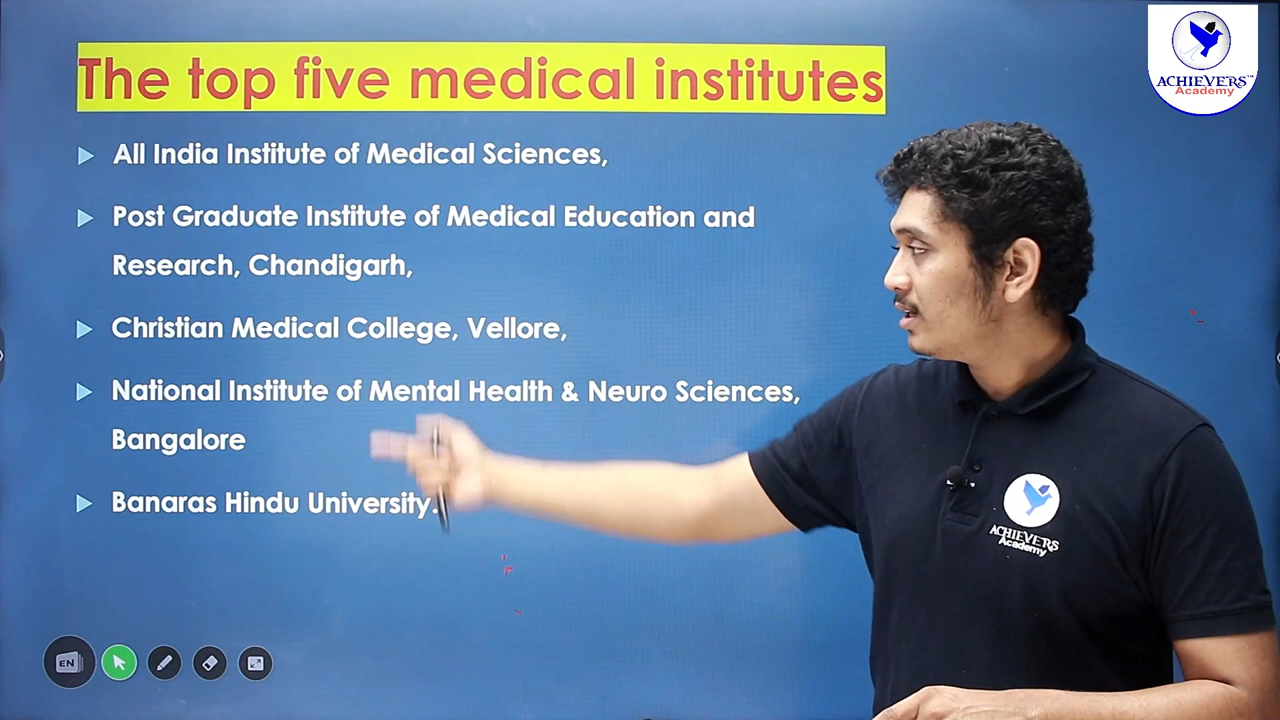 The top five medical institutes
All India Institute of Medical Sciences,
Post Graduate Institute of Medical Education and
Research, Chandigarh,
Christian Medical College, Vellore,
National Institute of Mental Health & Neuro Sciences,
Bangalore
Banaras Hindu University.
ACHIEVERS™
Academy
ACHIEVERS
Academy
EN